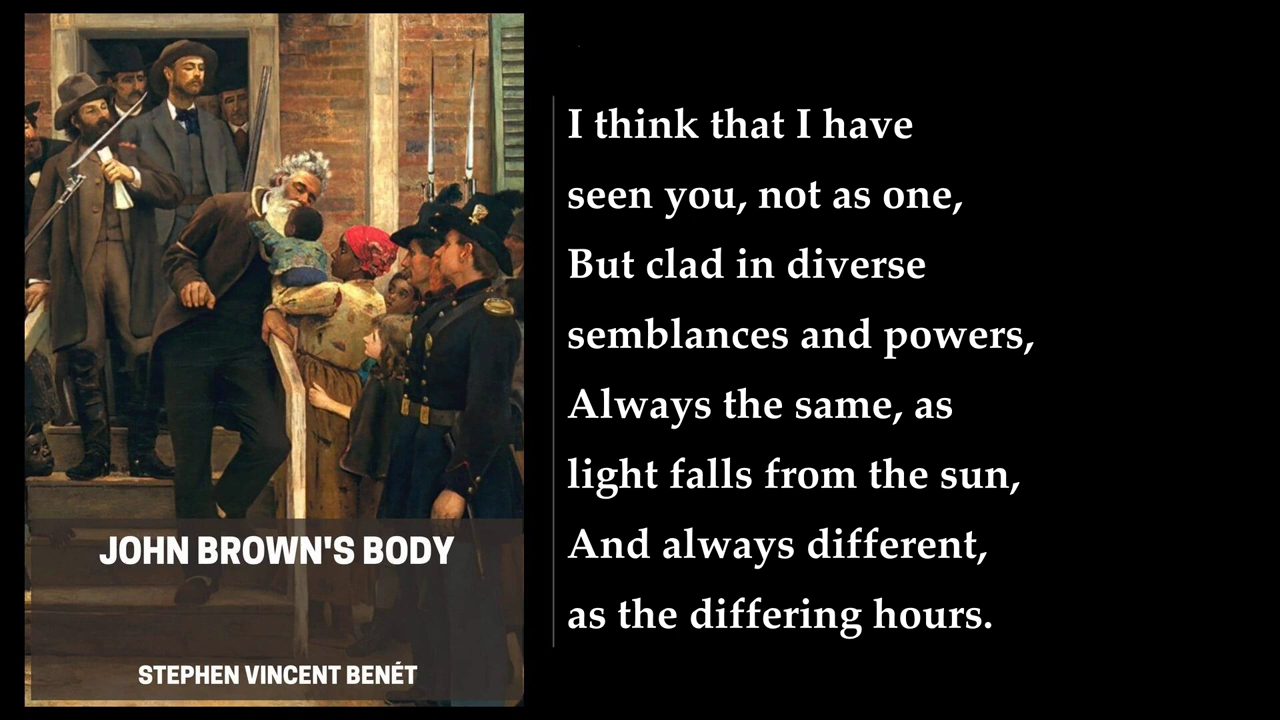 JOHN BROWN'S BODY
STEPHEN VINCENT BENÉT
I think that I have
seen you, not as one,
But clad in diverse
semblances and powers,
Always the same, as
light falls from the sun,
And always different,
as the differing hours.